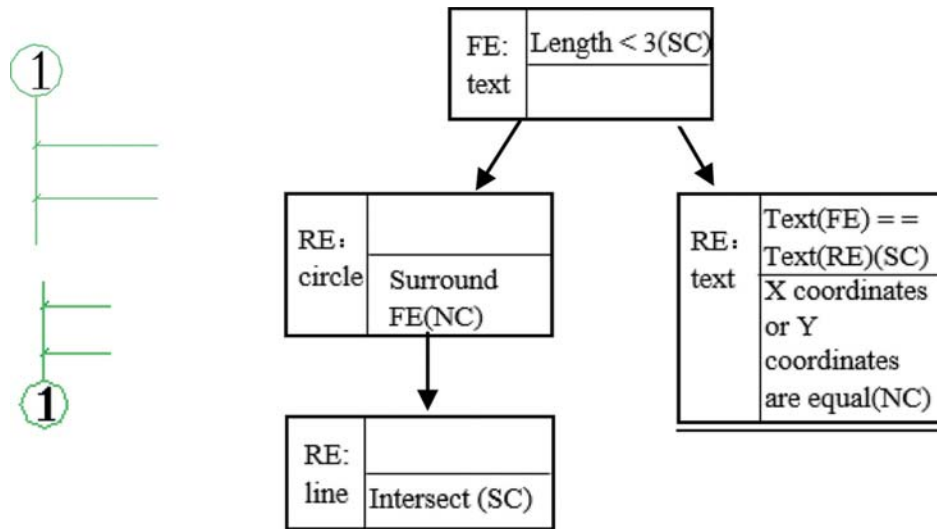 1
1
FE:
text
Length < 3(SC)
RE：
circle
Surround
FE(NC)
RE：
text
Text(FE) = =
Text(RE)(SC)
X coordinates
or Y
coordinates
are equal(NC)
RE:
line
Intersect (SC)